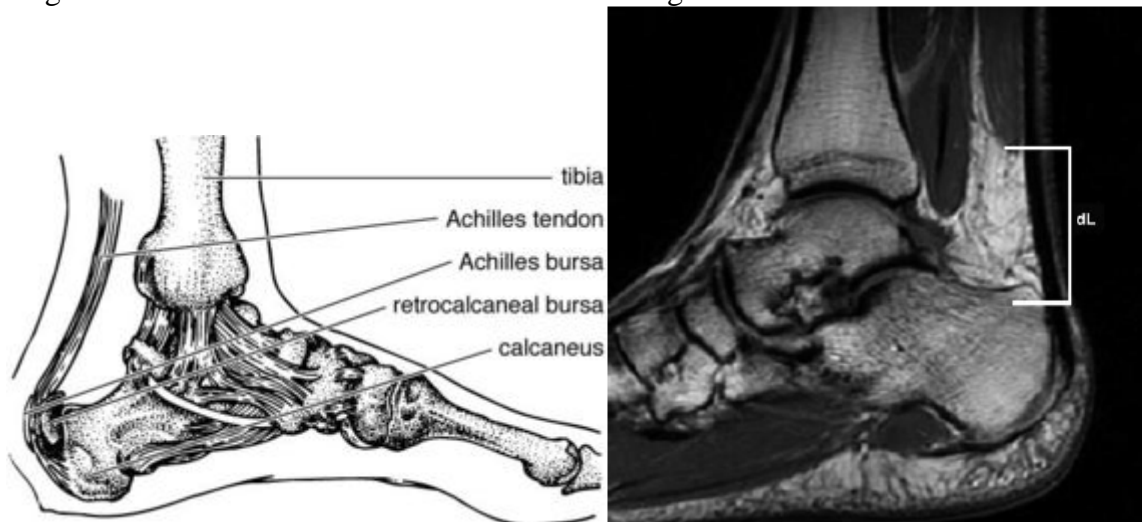 tibia
Achilles tendon
Achilles bursa
retrocalcaneal bursa
calcaneus
dL